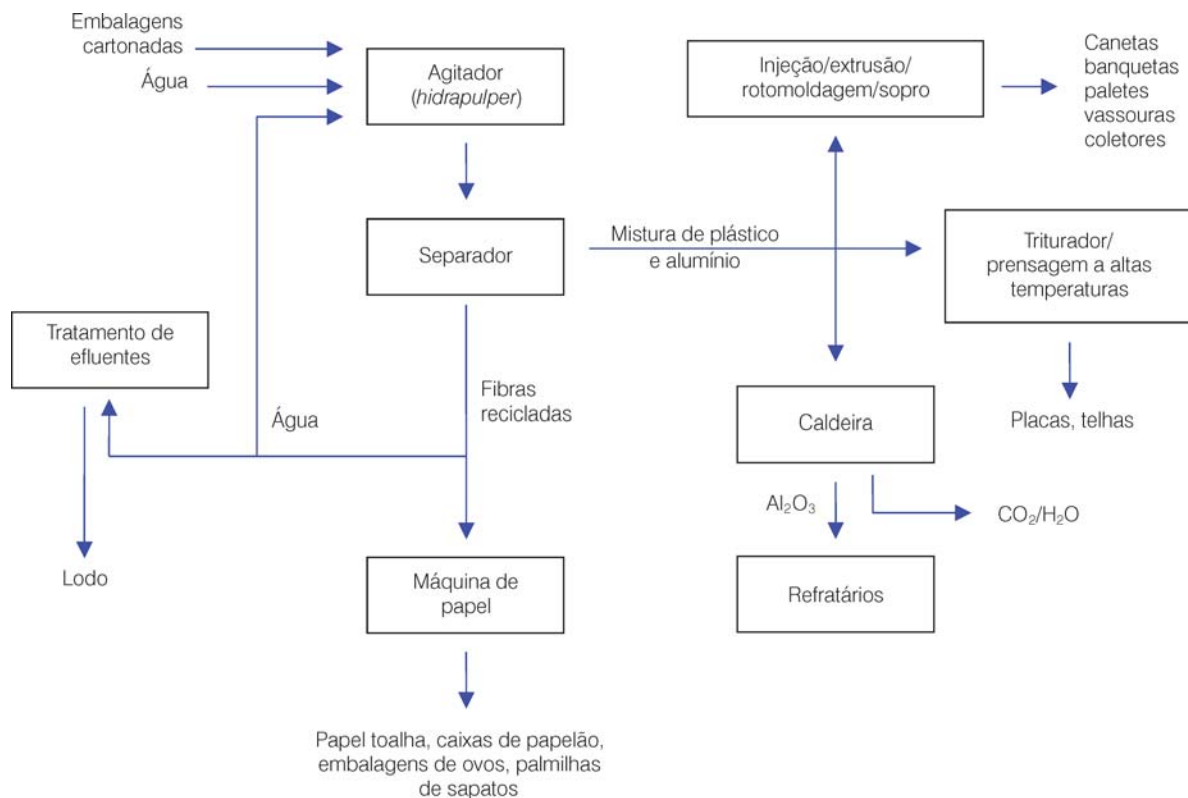 Embalagens
cartonadas
Água
Agitador
(hidrapulper)
Injeção/extrusão/
rotomoldagem/sopro
Canetas
banquetas
paletes
vassouras
coletores
Separador
Mistura de plástico
e alumínio
Triturador/
prensagem a altas
temperaturas
Tratamento de
efluentes
Água
Fibras
recicladas
Caldeira
Placas, telhas
Al₂O₃
CO₂/H₂O
Lodo
Máquina de
papel
Refratários
Papel toalha, caixas de papelão,
embalagens de ovos, palmilhas
de sapatos